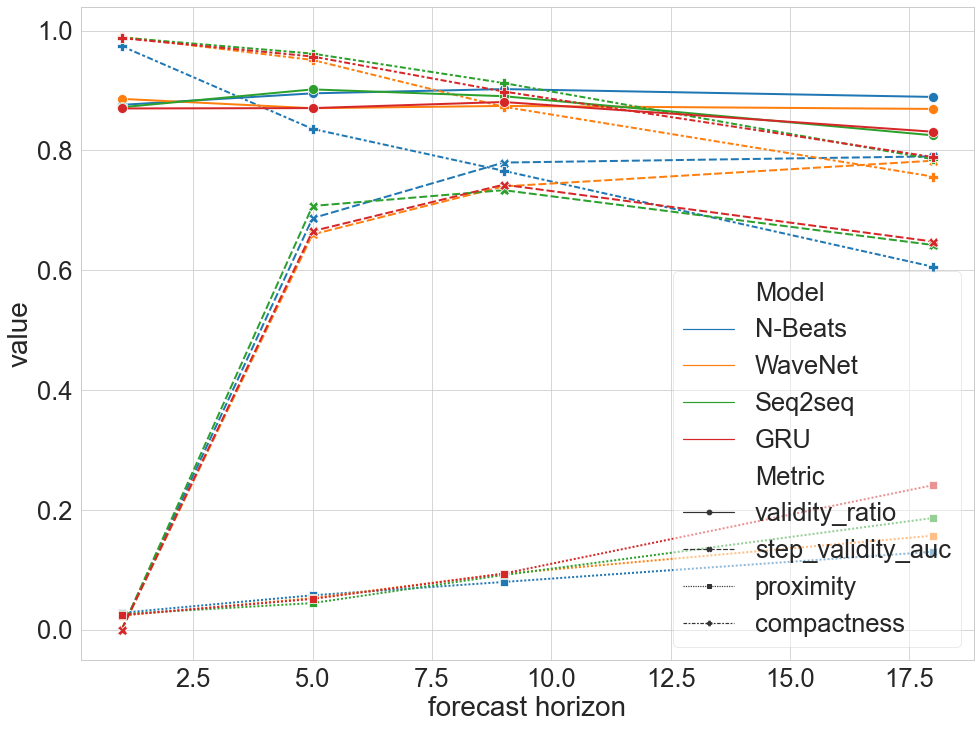 1.0
0.8
0.6
0.4
0.2
0.0
value
2.5
5.0
7.5
10.0
12.5
15.0
17.5
forecast horizon
Model
N-Beats
WaveNet
Seq2seq
GRU
Metric
validity_ratio
step_validity_auc
proximity
compactness